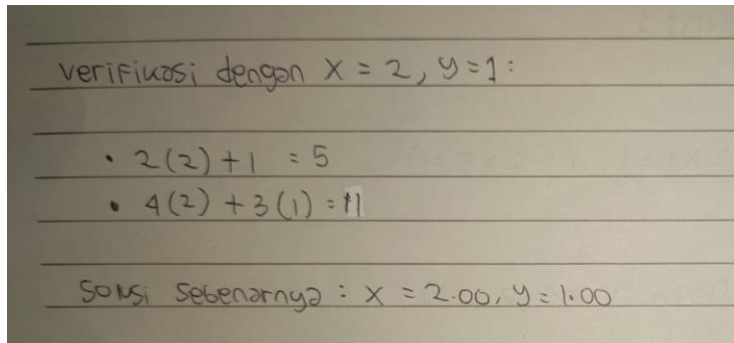 verifikasi dengan x = 2, y = 1 :
• 2(2) + 1 = 5
• 4(2) + 3(1) = 11
Solusi sebenarnya : x = 2.00, y = 1.00